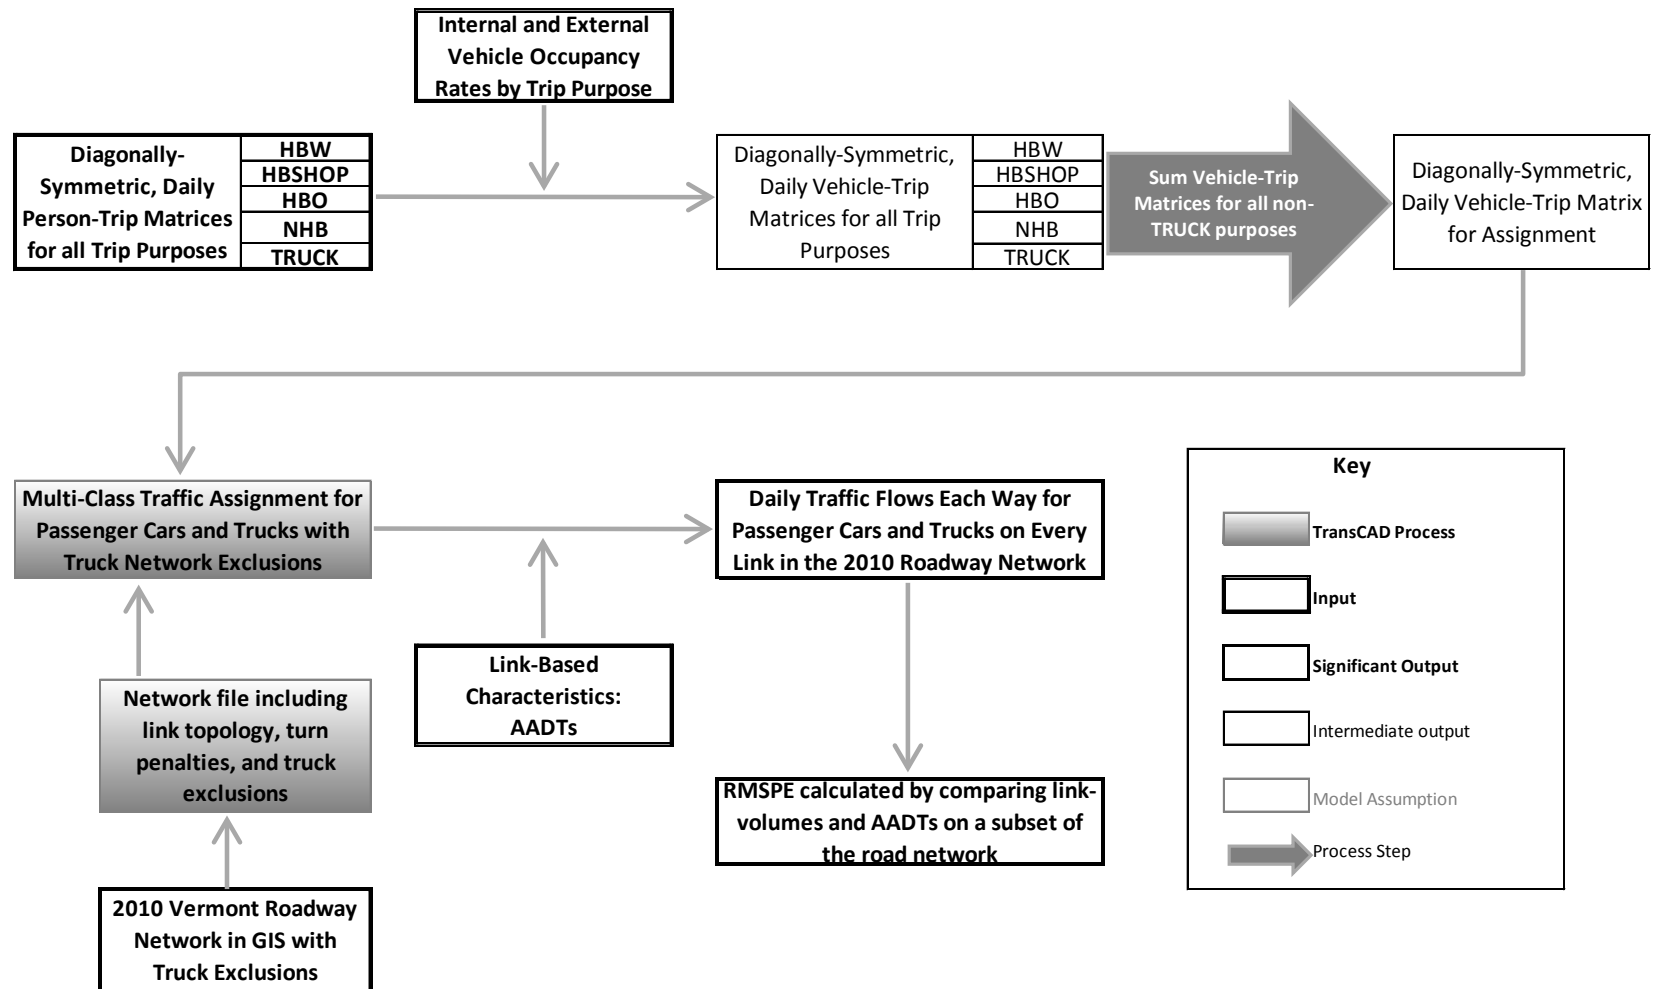 Internal and External
Vehicle Occupancy
Rates by Trip Purpose
Diagonally-
Symmetric, Daily
Person-Trip Matrices
for all Trip Purposes
HBW
HBSHOP
HBO
NHB
TRUCK
Diagonally-Symmetric,
Daily Vehicle-Trip
Matrices for all Trip
Purposes
HBW
HBSHOP
HBO
NHB
TRUCK
Sum Vehicle-Trip
Matrices for all non-
TRUCK purposes
Diagonally-Symmetric,
Daily Vehicle-Trip Matrix
for Assignment
Multi-Class Traffic Assignment for
Passenger Cars and Trucks with
Truck Network Exclusions
Daily Traffic Flows Each Way for
Passenger Cars and Trucks on Every
Link in the 2010 Roadway Network
Link-Based
Characteristics:
AADTs
Network file including
link topology, turn
penalties, and truck
exclusions
RMSPE calculated by comparing link-
volumes and AADTs on a subset of
the road network
2010 Vermont Roadway
Network in GIS with
Truck Exclusions
Key
TransCAD Process
Input
Significant Output
Intermediate output
Model Assumption
Process Step